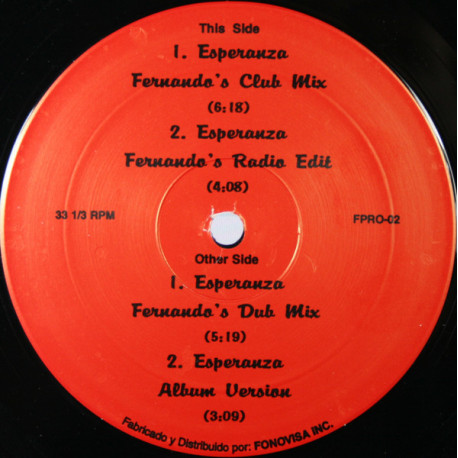 This Side
1. Esperanza
Fernando's Club Mix
(6:18)
2. Esperanza
Fernando's Radio Edit
(4:08)
33 1/3 RPM
FPRO-02
Other Side
1. Esperanza
Fernando's Dub Mix
(5:19)
2. Esperanza
Album Version
(3:09)
Fabricado y Distribuido por: FONOVISA INC.